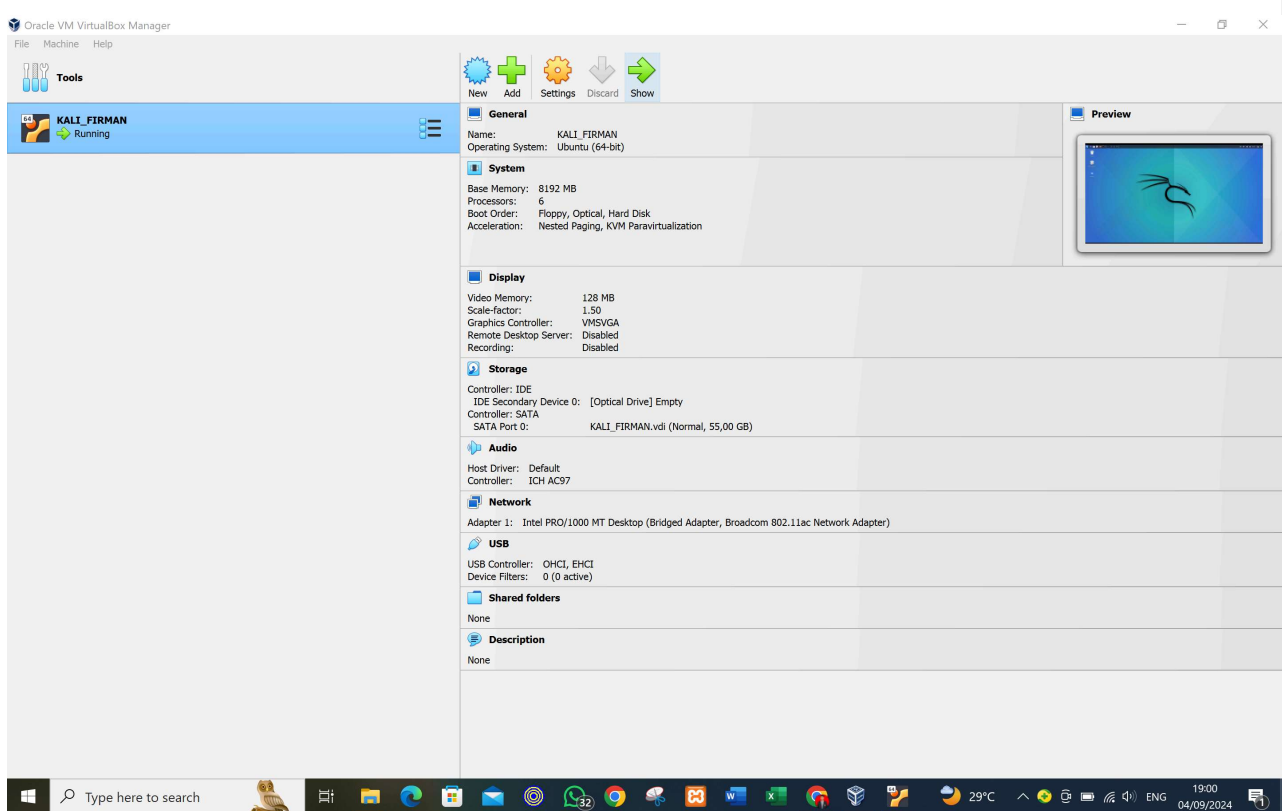 Oracle VM VirtualBox Manager
File Machine Help
Tools
New Add Settings Discard Show
64
KALI_FIRMAN
Running
General
Name: KALI_FIRMAN
Operating System: Ubuntu (64-bit)
Preview
System
Base Memory: 8192 MB
Processors: 6
Boot Order: Floppy, Optical, Hard Disk
Acceleration: Nested Paging, KVM Paravirtualization
Display
Video Memory: 128 MB
Scale-factor: 1.50
Graphics Controller: VMSVGA
Remote Desktop Server: Disabled
Recording: Disabled
Storage
Controller: IDE
IDE Secondary Device 0: [Optical Drive] Empty
Controller: SATA
SATA Port 0: KALI_FIRMAN.vdi (Normal, 55,00 GB)
Audio
Host Driver: Default
Controller: ICH AC97
Network
Adapter 1: Intel PRO/1000 MT Desktop (Bridged Adapter, Broadcom 802.11ac Network Adapter)
USB
USB Controller: OHCI, EHCI
Device Filters: 0 (0 active)
Shared folders
None
Description
None
Type here to search
32
29°C
ENG
19:00
04/09/2024